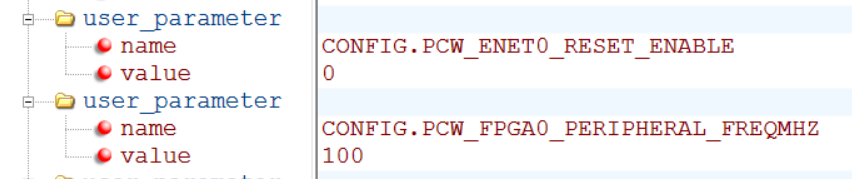 user_parameter
name CONFIG.PCW_ENET0_RESET_ENABLE
value 0
user_parameter
name CONFIG.PCW_FPGA0_PERIPHERAL_FREQMHZ
value 100